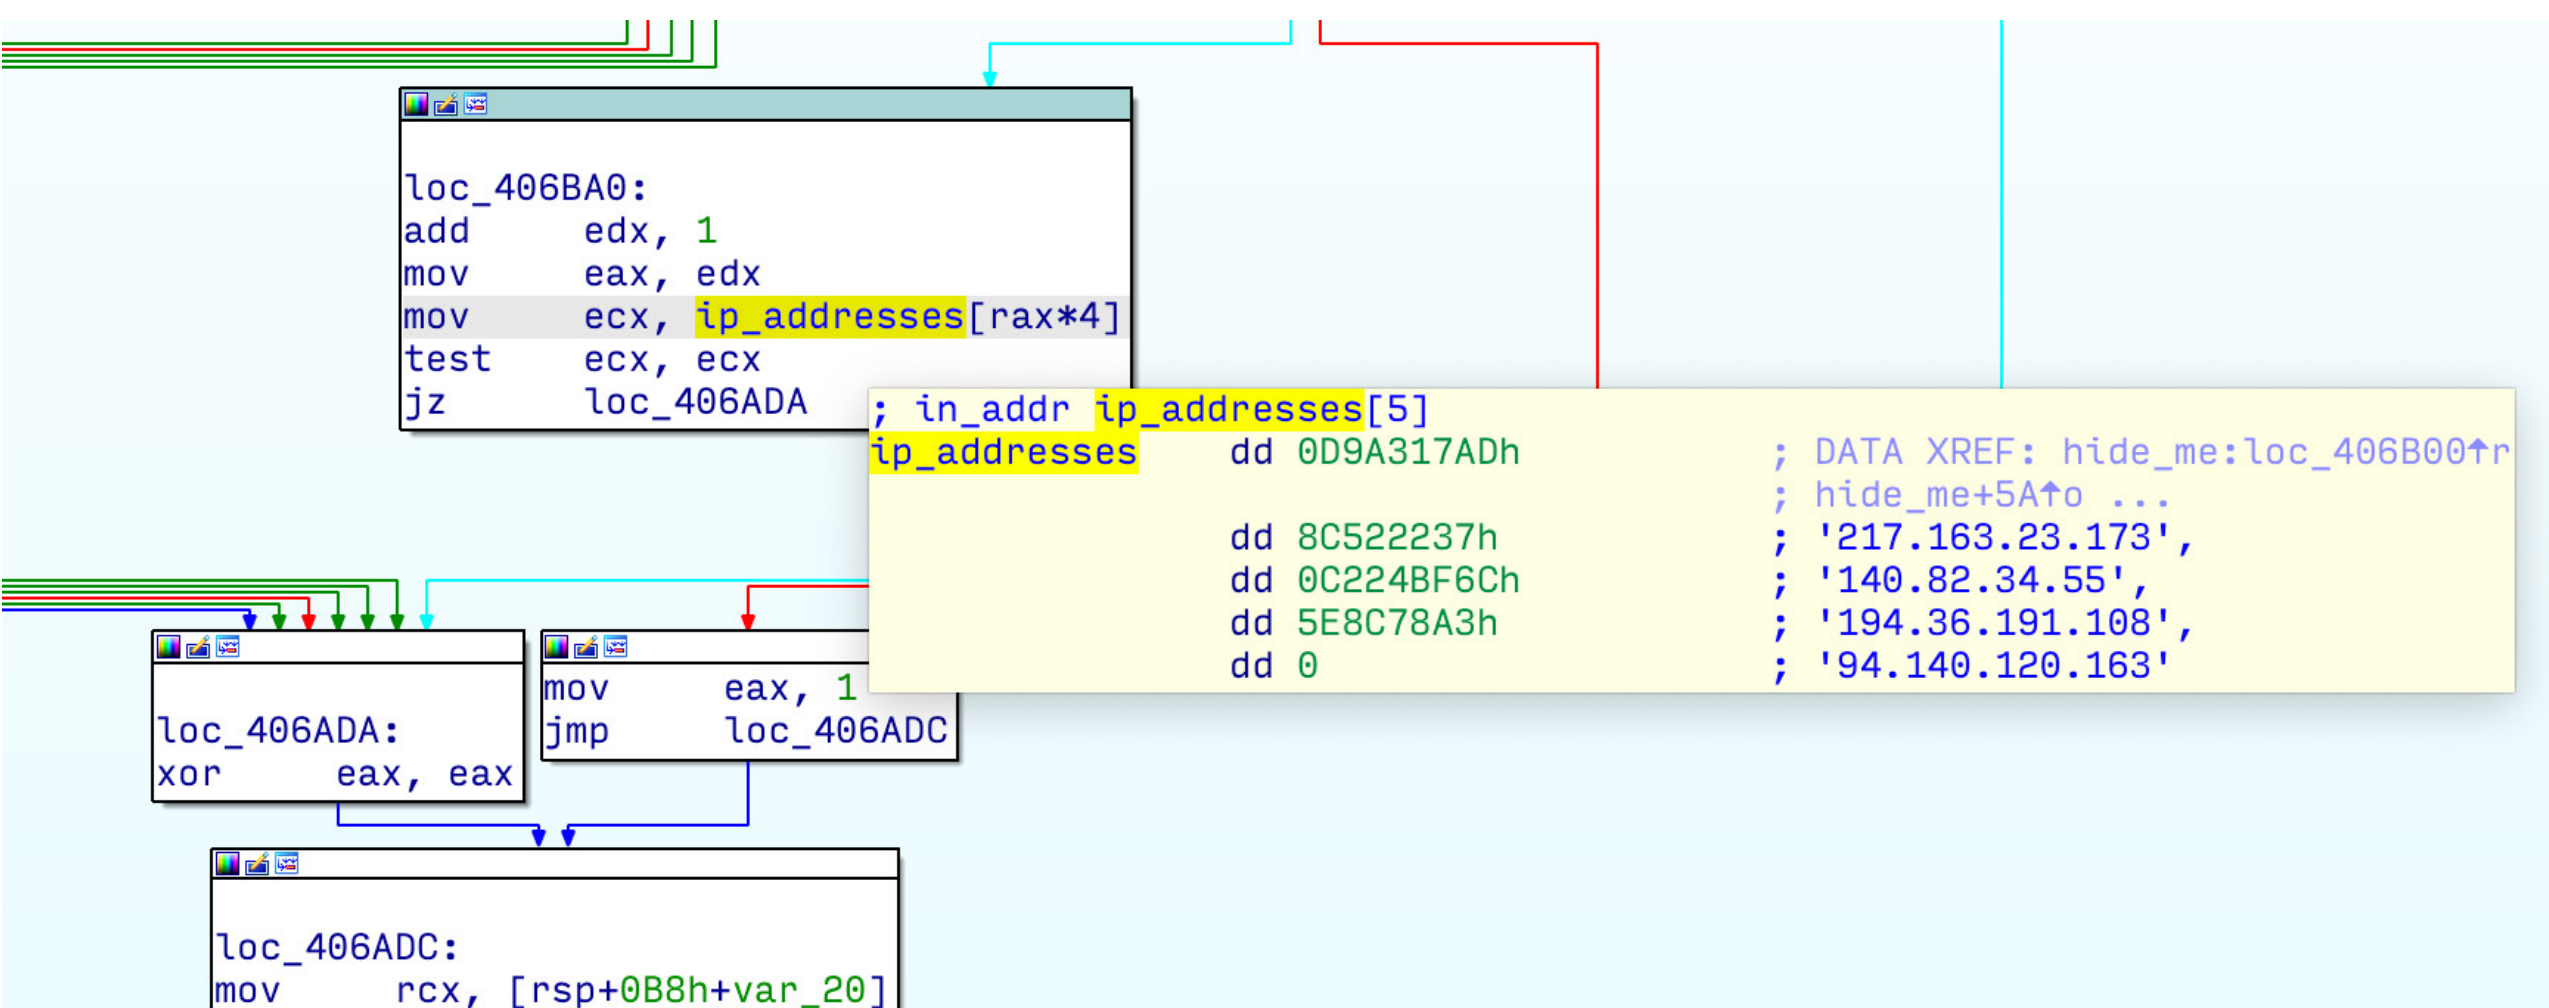 loc_406BA0:
add edx, 1
mov eax, edx
mov ecx, ip_addresses[rax*4]
test ecx, ecx
jz loc_406ADA
; in_addr ip_addresses[5]
ip_addresses dd 0D9A317ADh ; DATA XREF: hide_me:loc_406B00↑r
; hide_me+5A↑o ...
dd 8C522237h ; '217.163.23.173',
dd 0C224BF6Ch ; '140.82.34.55',
dd 5E8C78A3h ; '194.36.191.108',
dd 0 ; '94.140.120.163'
loc_406ADA:
xor eax, eax
mov eax, 1
jmp loc_406ADC
loc_406ADC:
mov rcx, [rsp+0B8h+var_20]